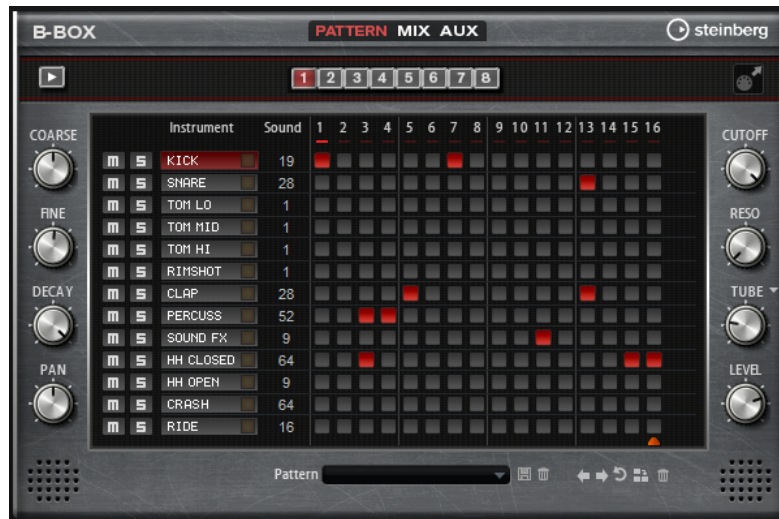 B-BOX PATTERN MIX AUX steinberg
1 2 3 4 5 6 7 8
COARSE Instrument Sound 1 2 3 4 5 6 7 8 9 10 11 12 13 14 15 16 CUTOFF
m S KICK 19
m S SNARE 28
FINE m S TOM LO 1 RESO
m S TOM MID 1
m S TOM HI 1
m S RIMSHOT 1
DECAY m S CLAP 28 TUBE
m S PERCUSS 52
m S SOUND FX 9
PAN m S HH CLOSED 64 LEVEL
m S HH OPEN 9
m S CRASH 64
m S RIDE 16
Pattern